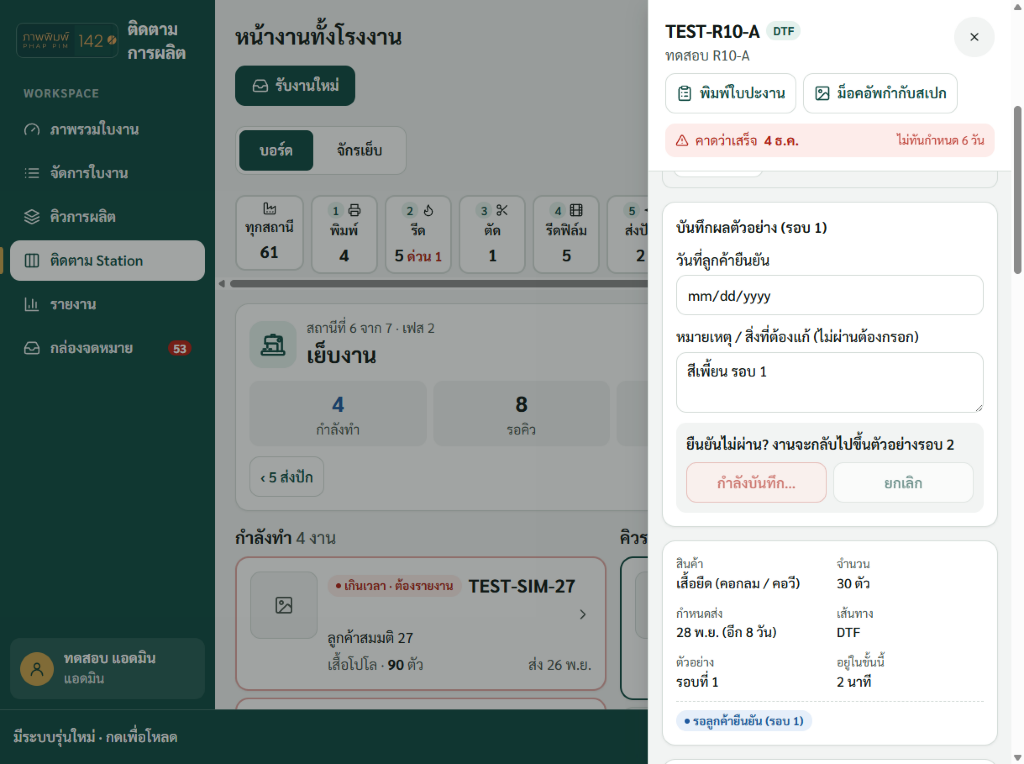 ภาพพิมพ์
PHAP PIM
142
ติดตาม
การผลิต
WORKSPACE
ภาพรวมใบงาน
จัดการใบงาน
คิวการผลิต
ติดตาม Station
รายงาน
กล่องจดหมาย 53
ทดสอบ แอดมิน
แอดมิน
มีระบบรุ่นใหม่ · กดเพื่อโหลด
หน้างานทั้งโรงงาน
รับงานใหม่
บอร์ด จักรเย็บ
ทุกสถานี
61
1
พิมพ์
4
2
รีด
5 ด่วน 1
3
ตัด
1
4
รีดฟิล์ม
5
5
2
สถานีที่ 6 จาก 7 · เฟส 2
เย็บงาน
4
กำลังทำ
8
รอคิว
‹ 5 ส่งปัก
กำลังทำ 4 งาน
เกินเวลา · ต้องรายงาน TEST-SIM-27
ลูกค้าสมมติ 27
เสื้อโปโล · 90 ตัว ส่ง 26 พ.ย.
TEST-R10-A DTF
ทดสอบ R10-A
พิมพ์ใบปะงาน ม็อคอัพกำกับสเปก
คาดว่าเสร็จ 4 ธ.ค. ไม่ทันกำหนด 6 วัน
บันทึกผลตัวอย่าง (รอบ 1)
วันที่ลูกค้ายืนยัน
mm/dd/yyyy
หมายเหตุ / สิ่งที่ต้องแก้ (ไม่ผ่านต้องกรอก)
สีเพี้ยน รอบ 1
ยืนยันไม่ผ่าน? งานจะกลับไปขึ้นตัวอย่างรอบ 2
กำลังบันทึก... ยกเลิก
สินค้า จำนวน
เสื้อยืด (คอกลม / คอวี) 30 ตัว
กำหนดส่ง เส้นทาง
28 พ.ย. (อีก 8 วัน) DTF
ตัวอย่าง อยู่ในขั้นนี้
รอบที่ 1 2 นาที
รอลูกค้ายืนยัน (รอบ 1)